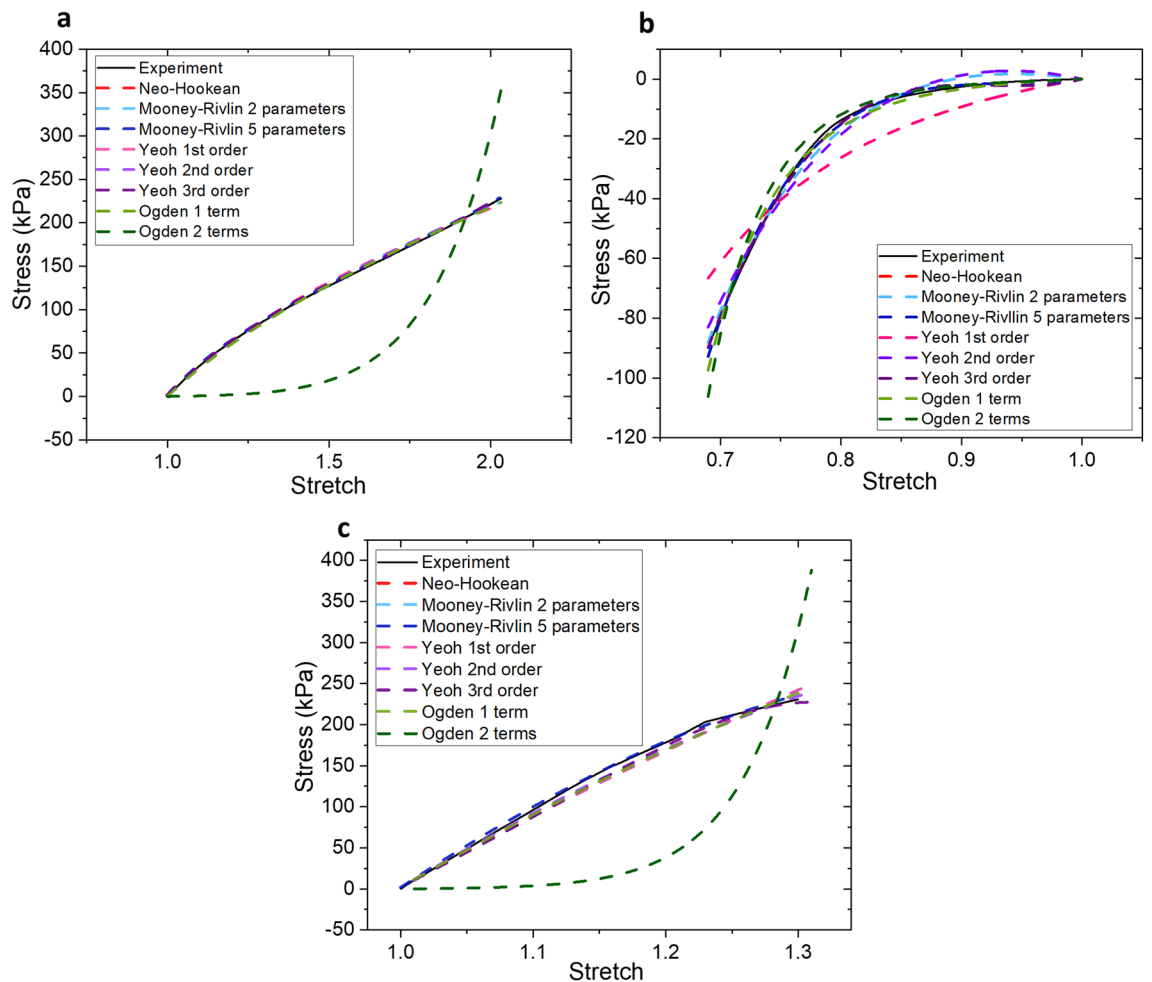 a
400
350
300
250
200
150
100
50
0
-50
Stress (kPa)
Experiment
Neo-Hookean
Mooney-Rivlin 2 parameters
Mooney-Rivlin 5 parameters
Yeoh 1st order
Yeoh 2nd order
Yeoh 3rd order
Ogden 1 term
Ogden 2 terms
1.0 1.5 2.0
Stretch
b
0
-20
-40
-60
-80
-100
-120
Stress (kPa)
Experiment
Neo-Hookean
Mooney-Rivlin 2 parameters
Mooney-Rivllin 5 parameters
Yeoh 1st order
Yeoh 2nd order
Yeoh 3rd order
Ogden 1 term
Ogden 2 terms
0.7 0.8 0.9 1.0
Stretch
c
400
350
300
250
200
150
100
50
0
-50
Stress (kPa)
Experiment
Neo-Hookean
Mooney-Rivlin 2 parameters
Mooney-Rivlin 5 parameters
Yeoh 1st order
Yeoh 2nd order
Yeoh 3rd order
Ogden 1 term
Ogden 2 terms
1.0 1.1 1.2 1.3
Stretch